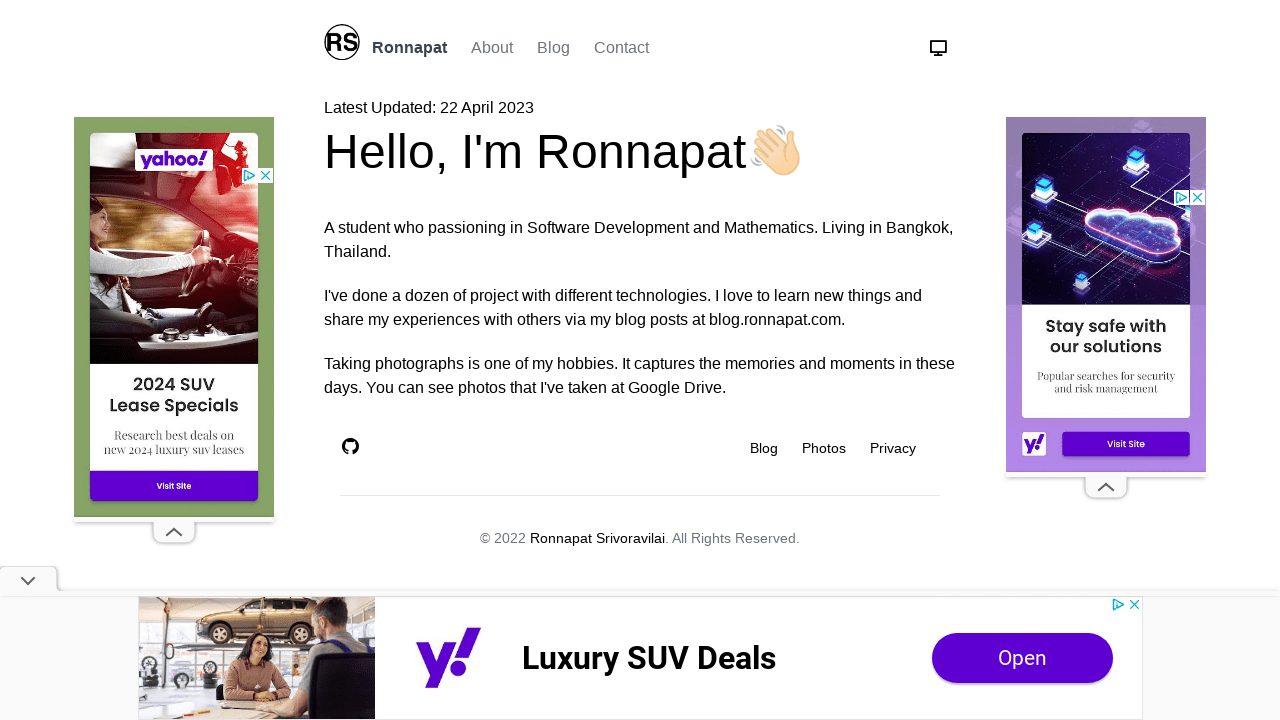 RS
Ronnapat
About
Blog
Contact
Latest Updated: 22 April 2023
Hello, I'm Ronnapat👋🏻
A student who passioning in Software Development and Mathematics. Living in Bangkok,
Thailand.
I've done a dozen of project with different technologies. I love to learn new things and
share my experiences with others via my blog posts at blog.ronnapat.com.
Taking photographs is one of my hobbies. It captures the memories and moments in these
days. You can see photos that I've taken at Google Drive.
Blog
Photos
Privacy
© 2022 Ronnapat Srivoravilai. All Rights Reserved.
yahoo!
2024 SUV
Lease Specials
Research best deals on
new 2024 luxury suv leases
Visit Site
Stay safe with
our solutions
Popular searches for security
and risk management
y!
Visit Site
y!
Luxury SUV Deals
Open